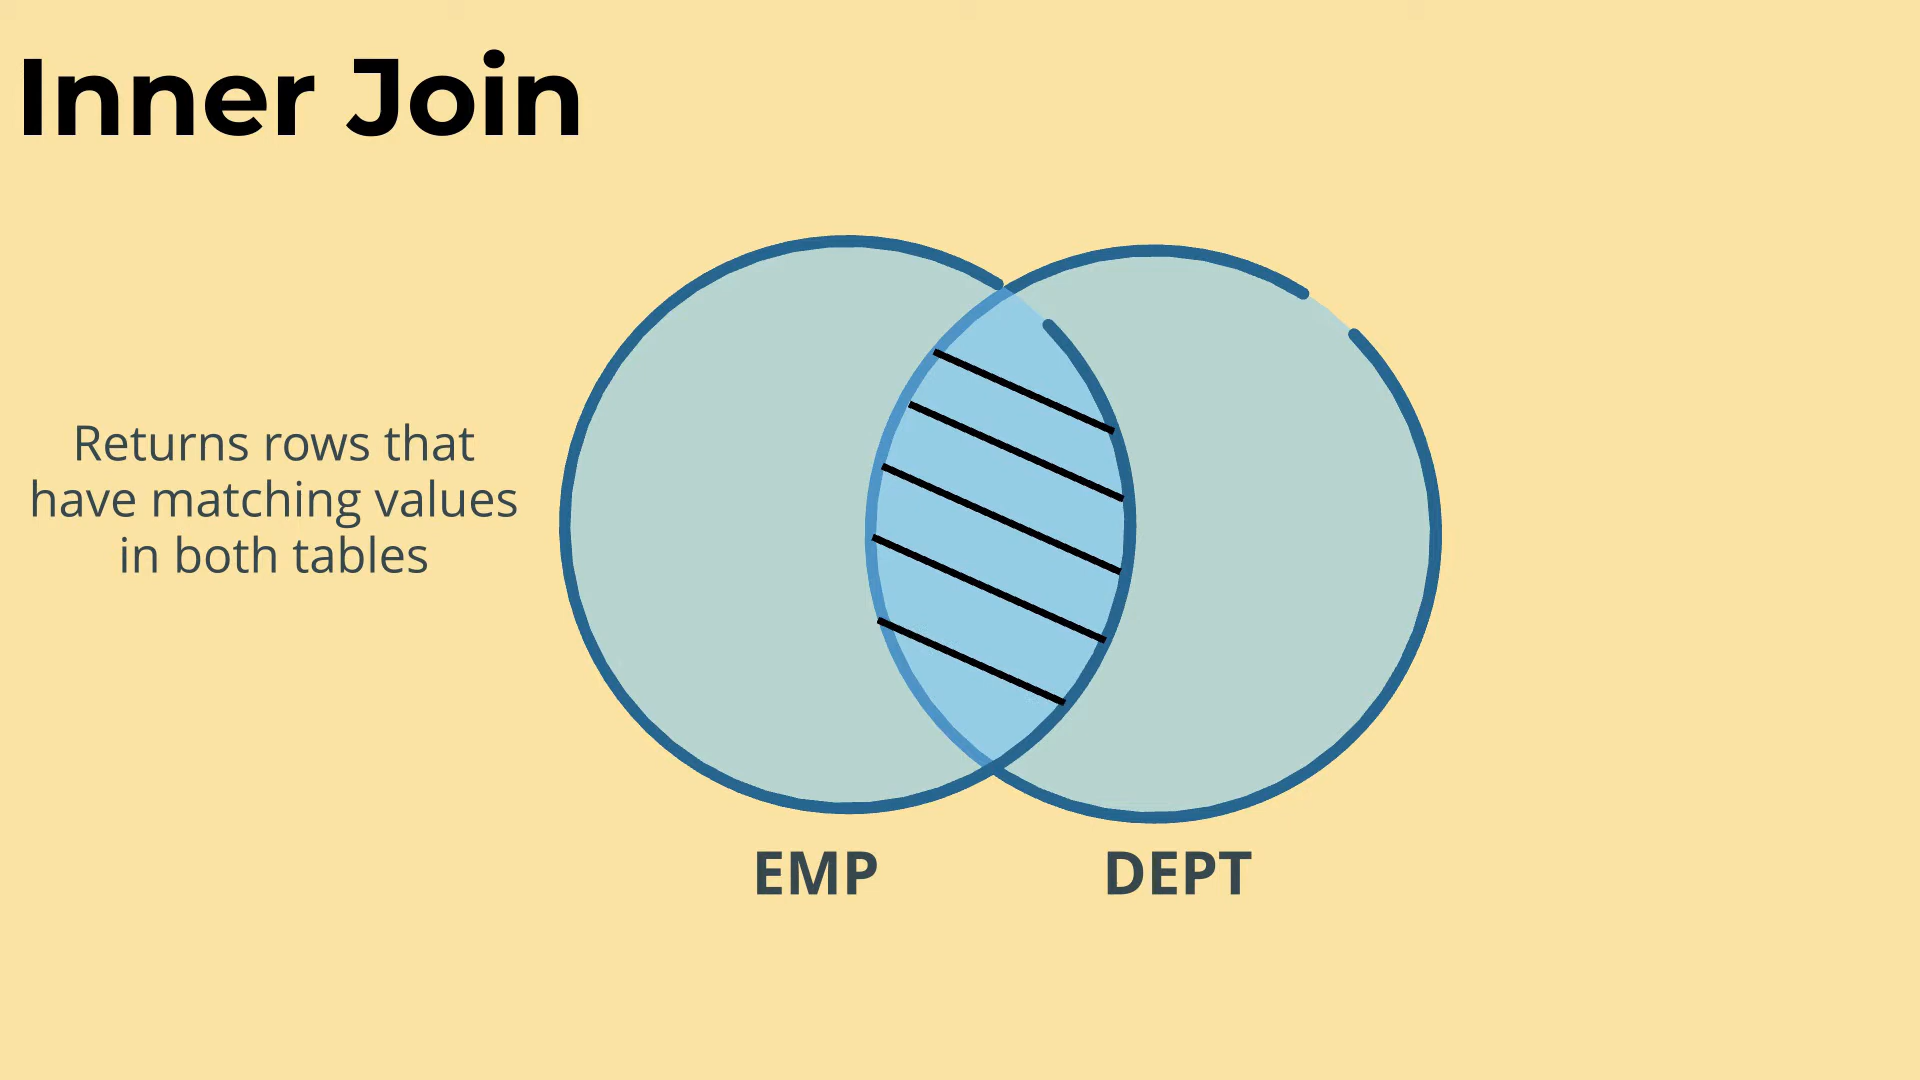 Inner Join
Returns rows that
have matching values
in both tables
EMP
DEPT